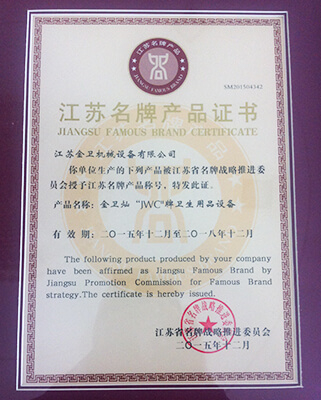 江苏名牌产品
JIANGSU FAMOUS BRAND
SM201504342
江苏名牌产品证书
JIANGSU FAMOUS BRAND CERTIFICATE
江苏金卫机械设备有限公司
你单位生产的下列产品被江苏省名牌战略推进委
员会授予江苏名牌产品称号，特发此证。
产品名称：金卫灿“JWC”牌卫生用品设备
有 效 期：二〇一五年十二月至二〇一八年十二月
The following product produced by your company
have been affirmed as Jiangsu Famous Brand by
Jiangsu Promotion Commission for Famous Brand
strategy.The certificate is hereby issued.
江苏省名牌战略推进委员会
二〇一五年十二月